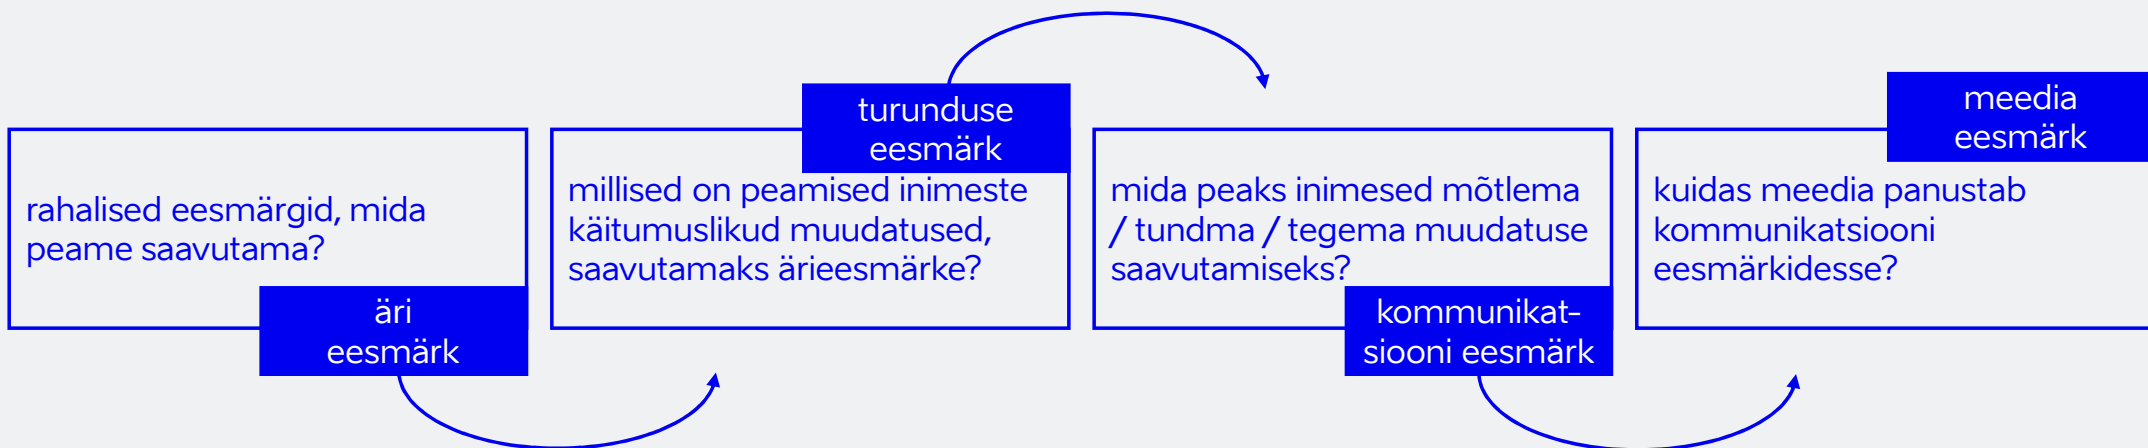 rahalised eesmärgid, mida
peame saavutama?
äri
eesmärk
turunduse
eesmärk
millised on peamised inimeste
käitumuslikud muudatused,
saavutamaks ärieesmärke?
mida peaks inimesed mõtlema
/ tundma / tegema muudatuse
saavutamiseks?
kommunikat-
siooni eesmärk
meedia
eesmärk
kuidas meedia panustab
kommunikatsiooni
eesmärkidesse?